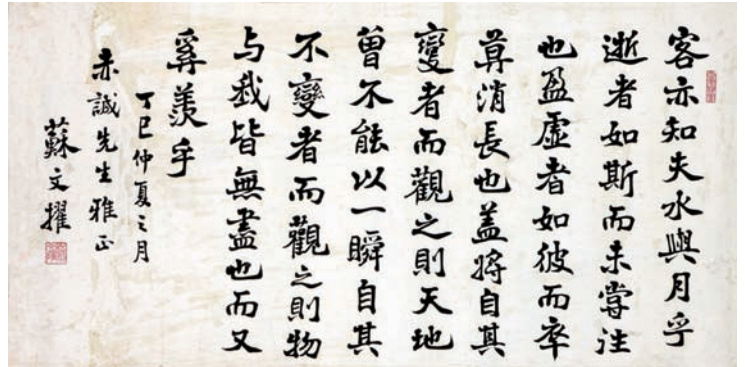 客亦知夫水與月乎
逝者如斯而未嘗往
也盈虛者如彼而卒
莫消長也盖將自其
變者而觀之則天地
曾不能以一瞬自其
不變者而觀之則物
与我皆無盡也而又
奚羨乎
丁巳仲夏之月
赤誠先生雅正
蘇文擢